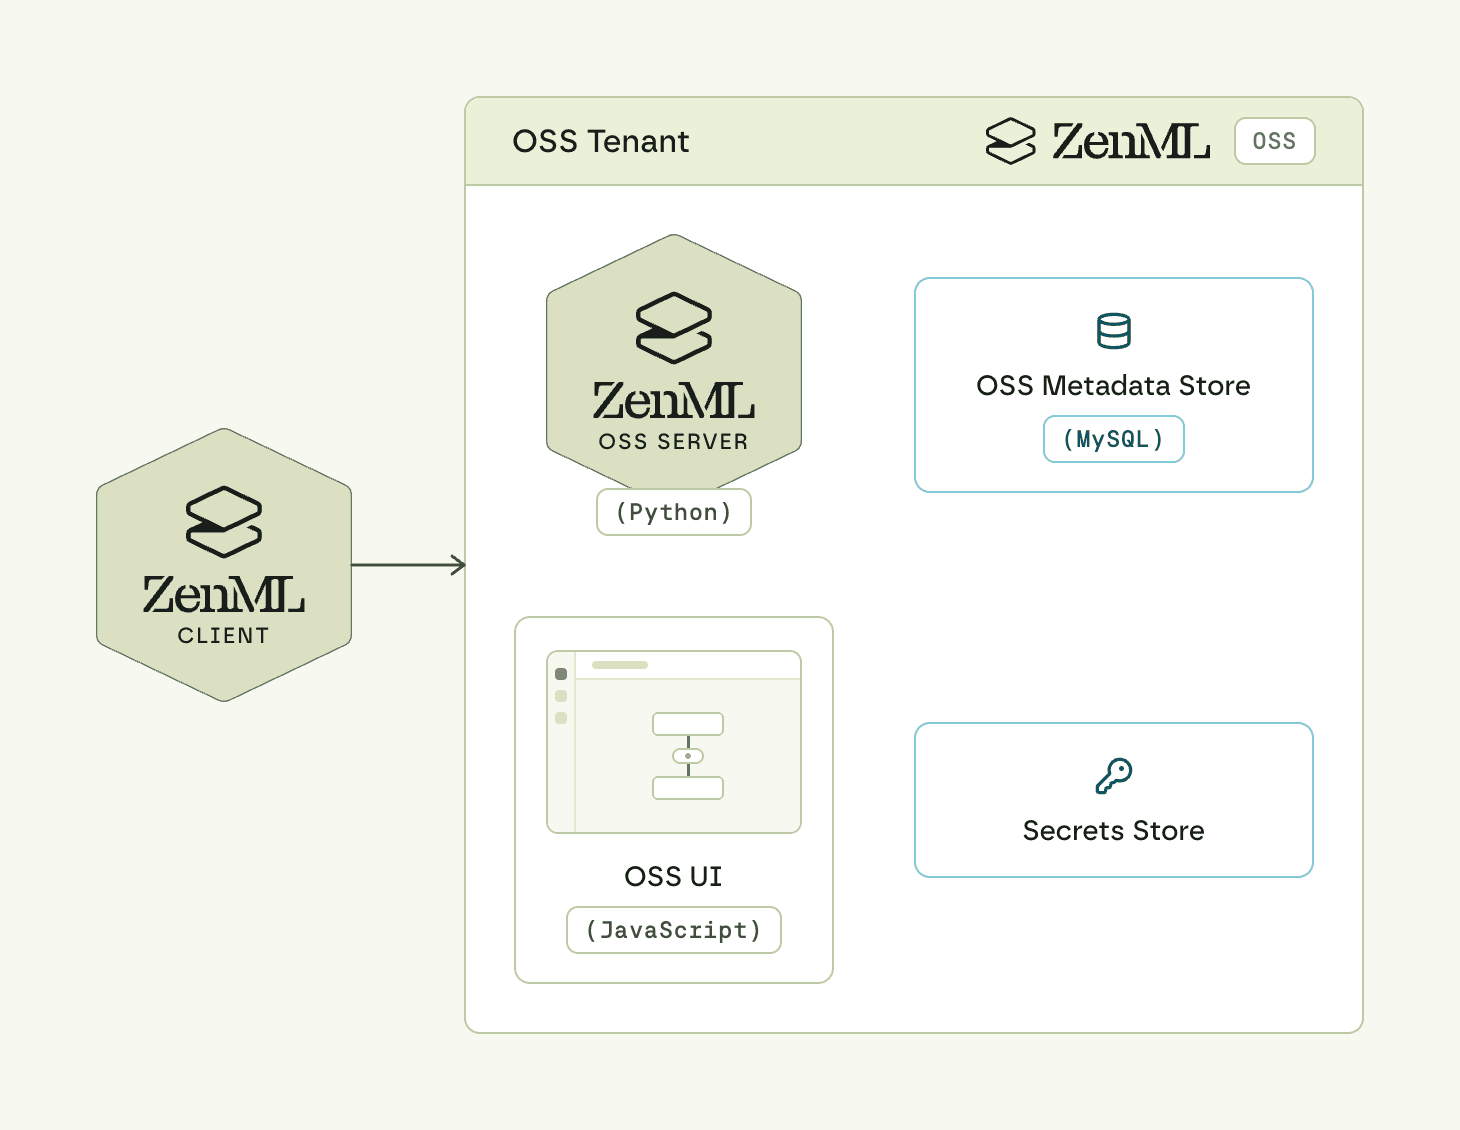 OSS Tenant
ZenML
OSS
ZenML
OSS SERVER
(Python)
OSS Metadata Store
(MySQL)
ZenML
CLIENT
OSS UI
(JavaScript)
Secrets Store